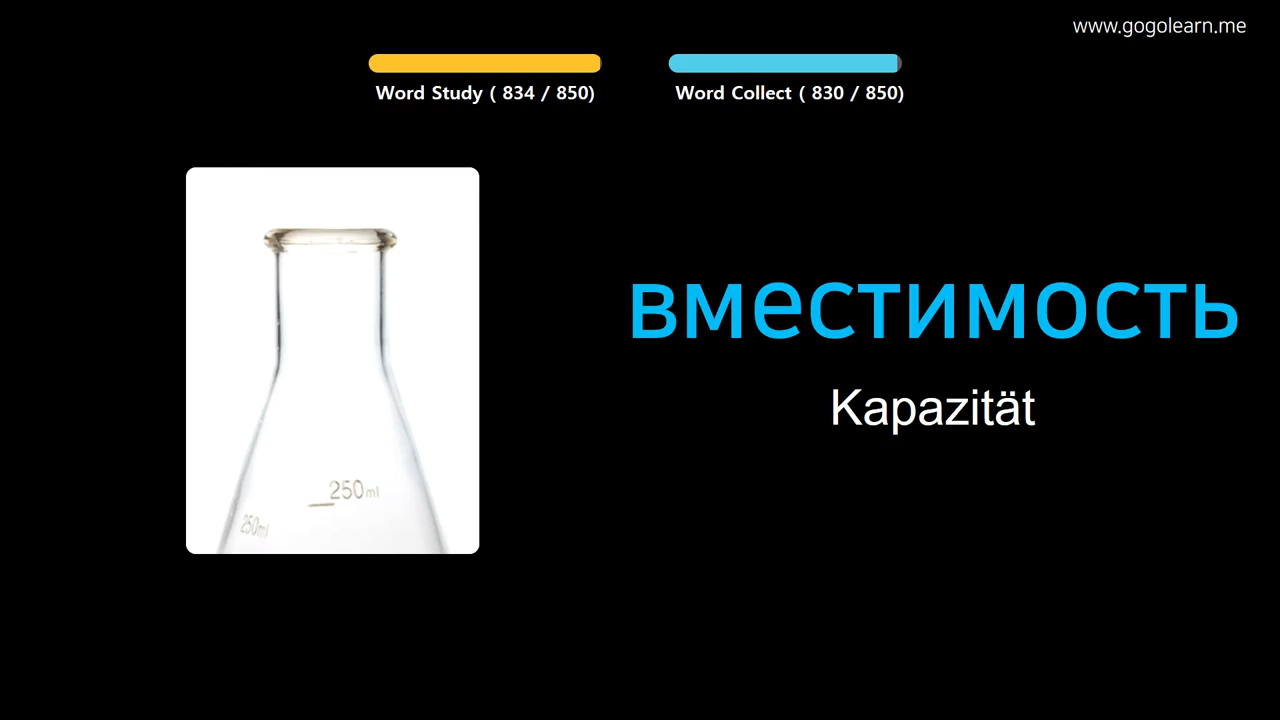 www.gogolearn.me
Word Study ( 834 / 850)
Word Collect ( 830 / 850)
вместимость
Kapazität
250ml
250ml